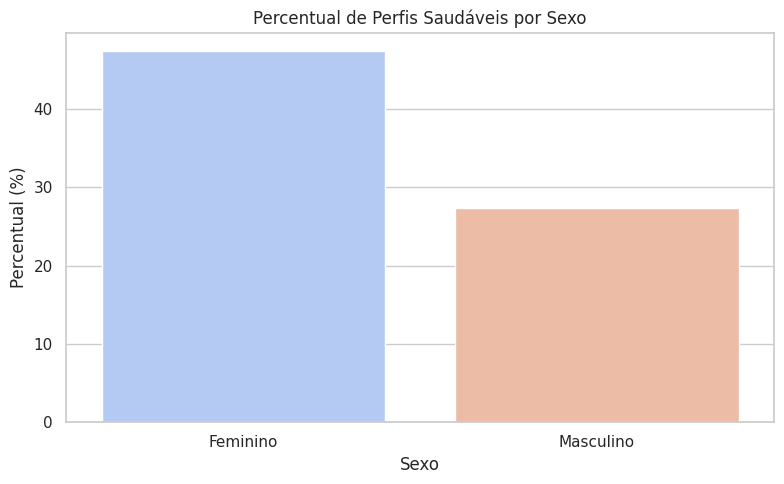 Percentual de Perfis Saudáveis por Sexo
Percentual (%)
40
30
20
10
0
Feminino
Masculino
Sexo